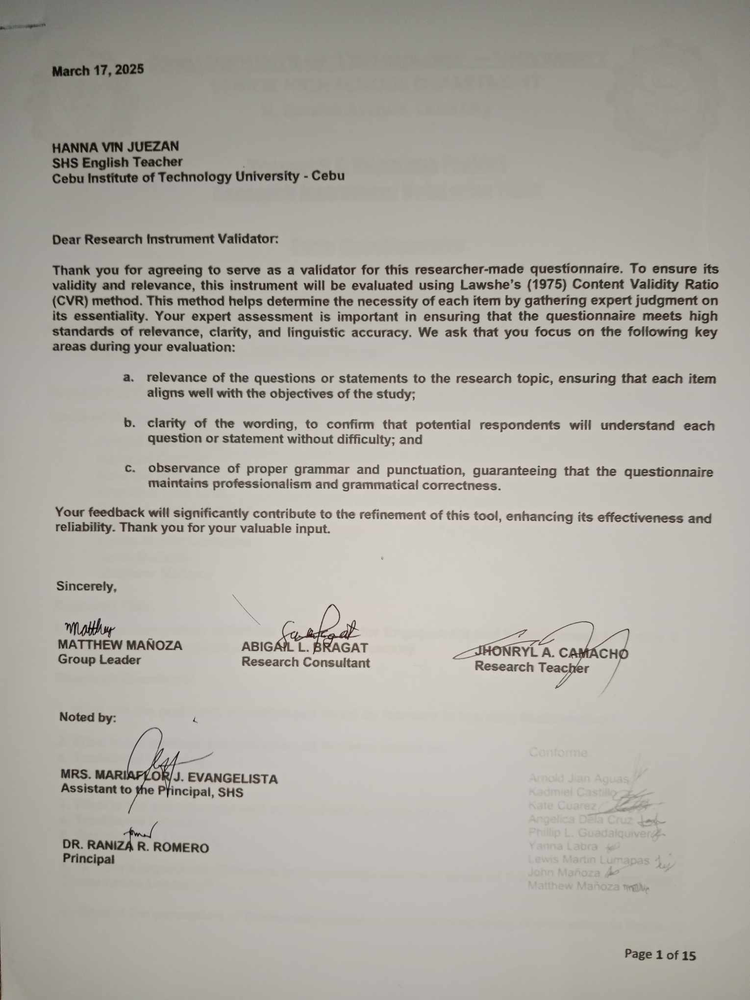 March 17, 2025
HANNA VIN JUEZAN
SHS English Teacher
Cebu Institute of Technology University - Cebu
Dear Research Instrument Validator:
Thank you for agreeing to serve as a validator for this researcher-made questionnaire. To ensure its
validity and relevance, this instrument will be evaluated using Lawshe's (1975) Content Validity Ratio
(CVR) method. This method helps determine the necessity of each item by gathering expert judgment on
its essentiality. Your expert assessment is important in ensuring that the questionnaire meets high
standards of relevance, clarity, and linguistic accuracy. We ask that you focus on the following key
areas during your evaluation:
a. relevance of the questions or statements to the research topic, ensuring that each item
aligns well with the objectives of the study;
b. clarity of the wording, to confirm that potential respondents will understand each
question or statement without difficulty; and
c. observance of proper grammar and punctuation, guaranteeing that the questionnaire
maintains professionalism and grammatical correctness.
Your feedback will significantly contribute to the refinement of this tool, enhancing its effectiveness and
reliability. Thank you for your valuable input.
Sincerely,
Matthew
MATTHEW MAÑOZA
Group Leader
ABIGAIL L. BRAGAT
Research Consultant
JHONRYL A. CAMACHO
Research Teacher
Noted by:
MRS. MARIAFLOR J. EVANGELISTA
Assistant to the Principal, SHS
DR. RANIZA R. ROMERO
Principal
Conforme
Arnold Jian Aguas
Kadmiel Castillo
Kate Cuarez
Angelica Dela Cruz
Phillip L. Guadalquiver
Yanna Labra
Lewis Martin Lumapas
John Mañoza
Matthew Mañoza
Page 1 of 15